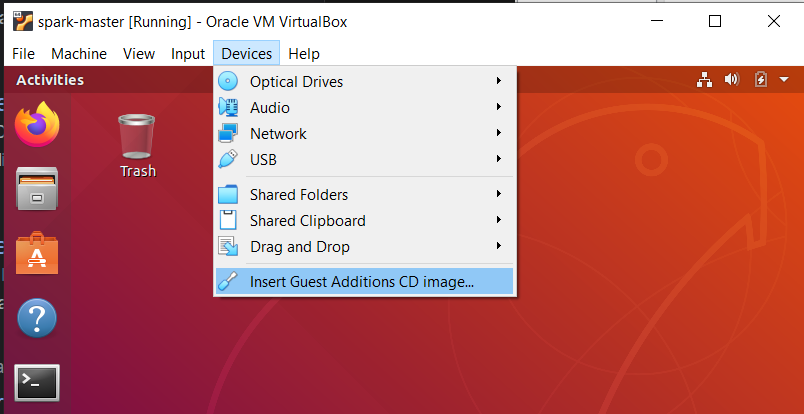 spark-master [Running] - Oracle VM VirtualBox
File Machine View Input Devices Help
Activities
Optical Drives
Audio
Network
USB
Trash
Shared Folders
Shared Clipboard
Drag and Drop
Insert Guest Additions CD image...